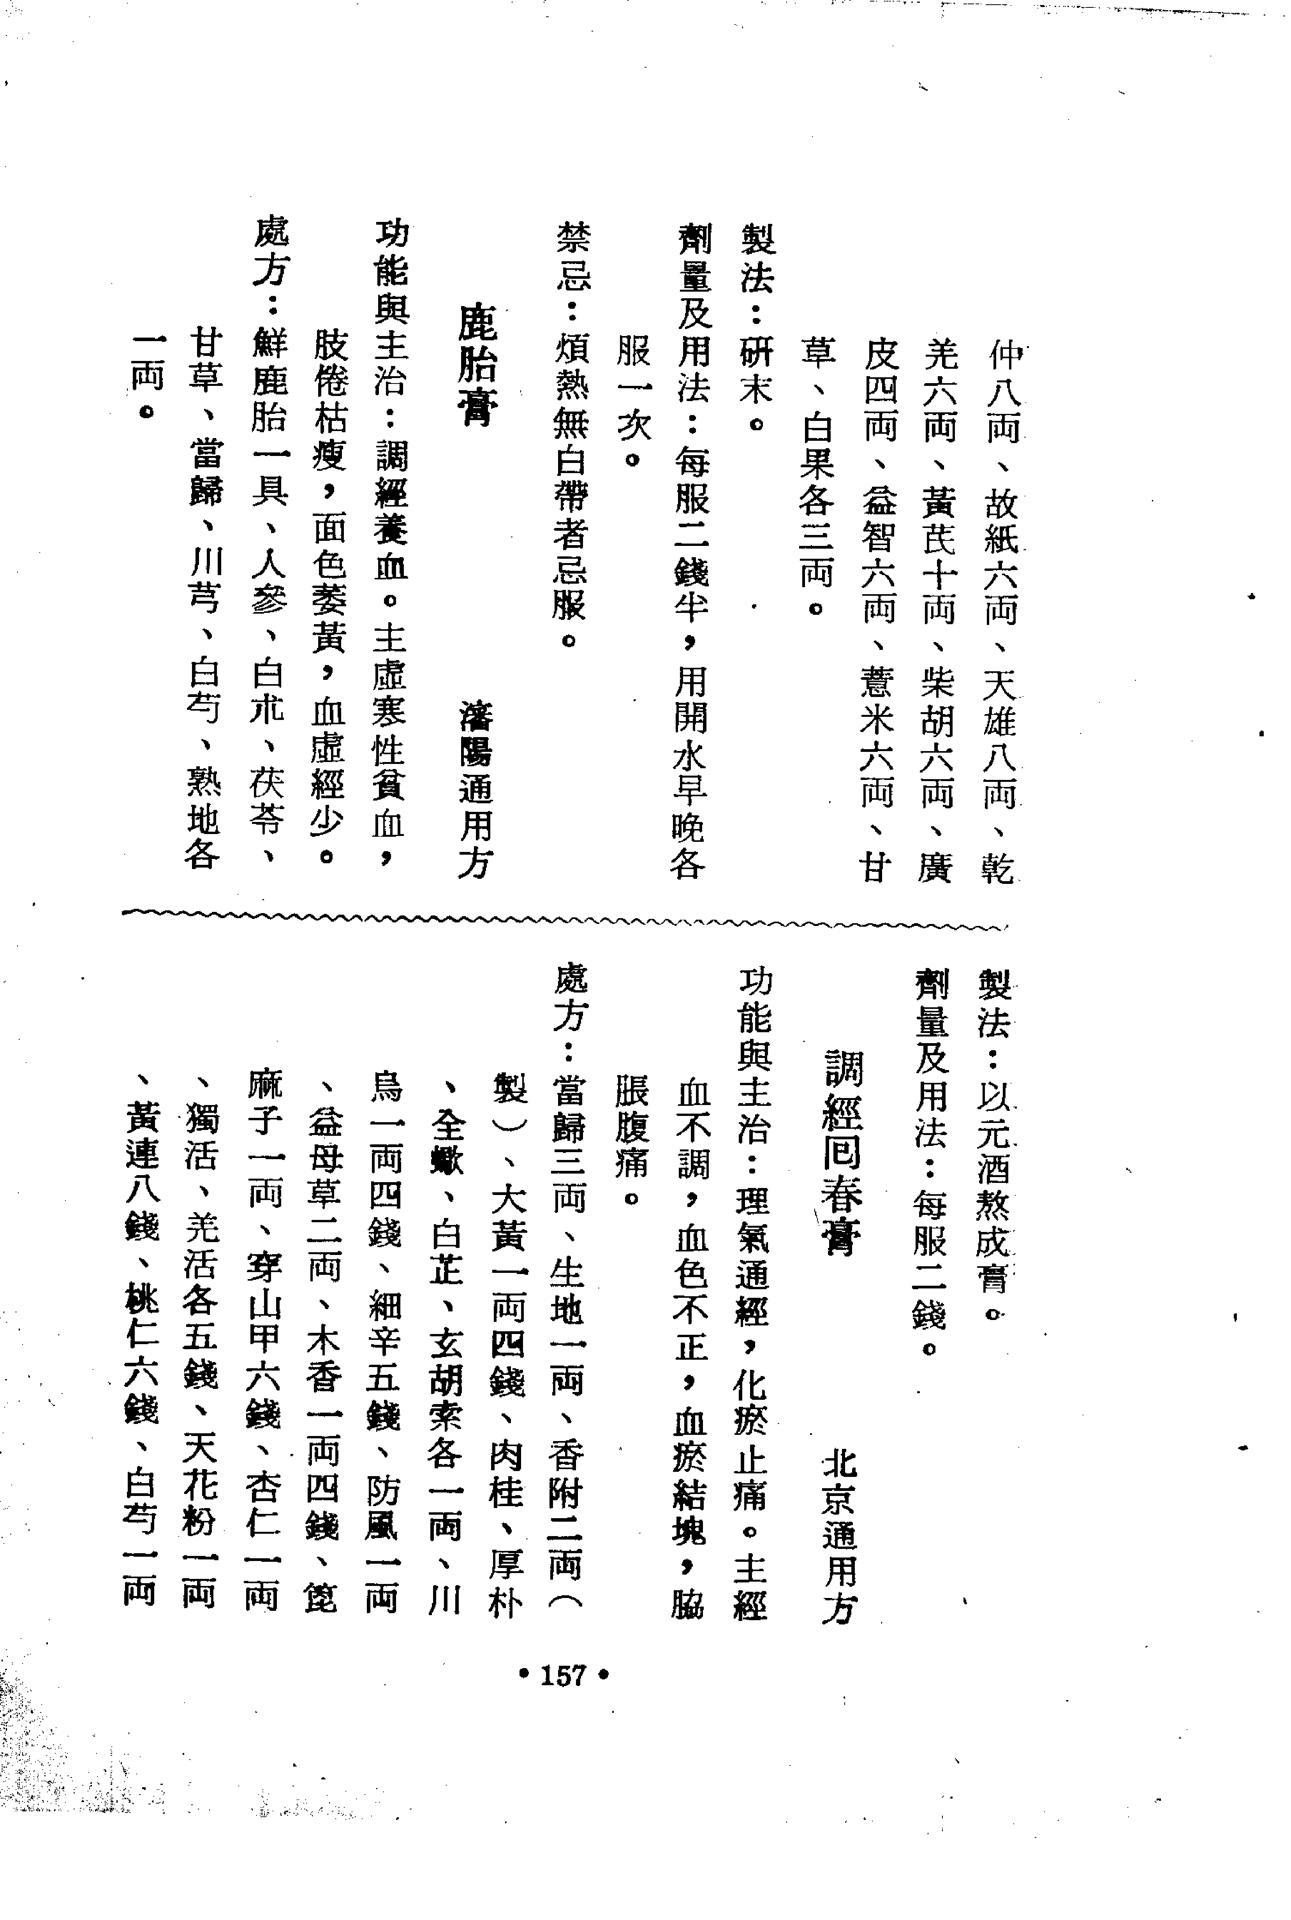 仲八両、故紙六両、天雄八両、乾
羌六両、黃芪十両、柴胡六両、廣
皮四両、益智六両、薏米六両、甘
草、白果各三両。
製法：研末。
劑量及用法：每服二錢半，用開水早晚各
服一次。
禁忌：煩熱無白帶者忌服。
鹿胎膏　瀋陽通用方
功能與主治：調經養血。主虛寒性貧血，
肢倦枯瘦，面色萎黃，血虛經少。
處方：鮮鹿胎一具、人參、白朮、茯苓、
甘草、當歸、川芎、白芍、熟地各
一両。
製法：以元酒熬成膏。
劑量及用法：每服二錢。
調經回春膏　北京通用方
功能與主治：理氣通經，化瘀止痛。主經
血不調，血色不正，血瘀結塊，脇
脹腹痛。
處方：當歸三両、生地一両、香附二両（
製）、大黃一両四錢、肉桂、厚朴
、全蠍、白芷、玄胡索各一両、川
烏一両四錢、細辛五錢、防風一両
、益母草二両、木香一両四錢、蓖
麻子一両、穿山甲六錢、杏仁一両
、獨活、羌活各五錢、天花粉一両
、黃連八錢、桃仁六錢、白芍一両
•157•